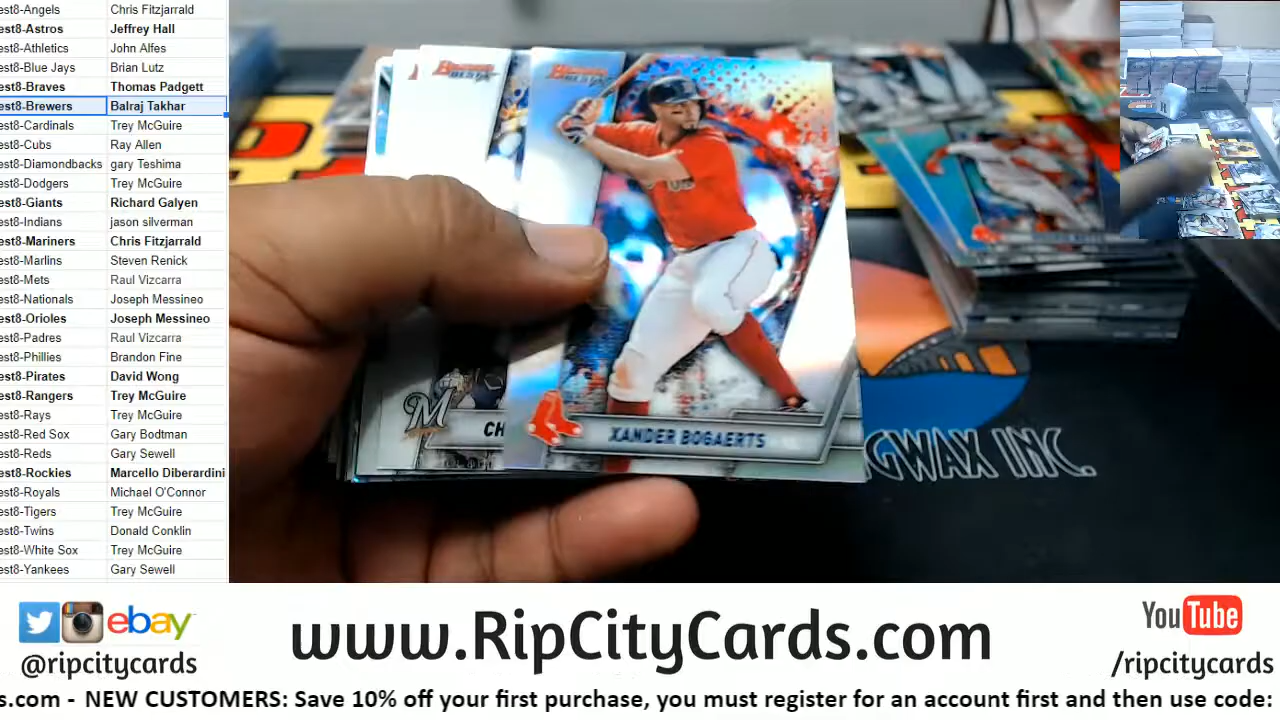 est8-Angels Chris Fitzjarrald
est8-Astros Jeffrey Hall
est8-Athletics John Alfes
est8-Blue Jays Brian Lutz
est8-Braves Thomas Padgett
est8-Brewers Balraj Takhar
est8-Cardinals Trey McGuire
est8-Cubs Ray Allen
est8-Diamondbacks gary Teshima
est8-Dodgers Trey McGuire
est8-Giants Richard Galyen
est8-Indians jason silverman
est8-Mariners Chris Fitzjarrald
est8-Marlins Steven Renick
est8-Mets Raul Vizcarra
est8-Nationals Joseph Messineo
est8-Orioles Joseph Messineo
est8-Padres Raul Vizcarra
est8-Phillies Brandon Fine
est8-Pirates David Wong
est8-Rangers Trey McGuire
est8-Rays Trey McGuire
est8-Red Sox Gary Bodtman
est8-Reds Gary Sewell
est8-Rockies Marcello Diberardini
est8-Royals Michael O'Connor
est8-Tigers Trey McGuire
est8-Twins Donald Conklin
est8-White Sox Trey McGuire
est8-Yankees Gary Sewell
M
CH
XANDER BOGAERTS
GWAX INC.
ebay
@ripcitycards
www.RipCityCards.com
YouTube
/ripcitycards
s.com - NEW CUSTOMERS: Save 10% off your first purchase, you must register for an account first and then use code: